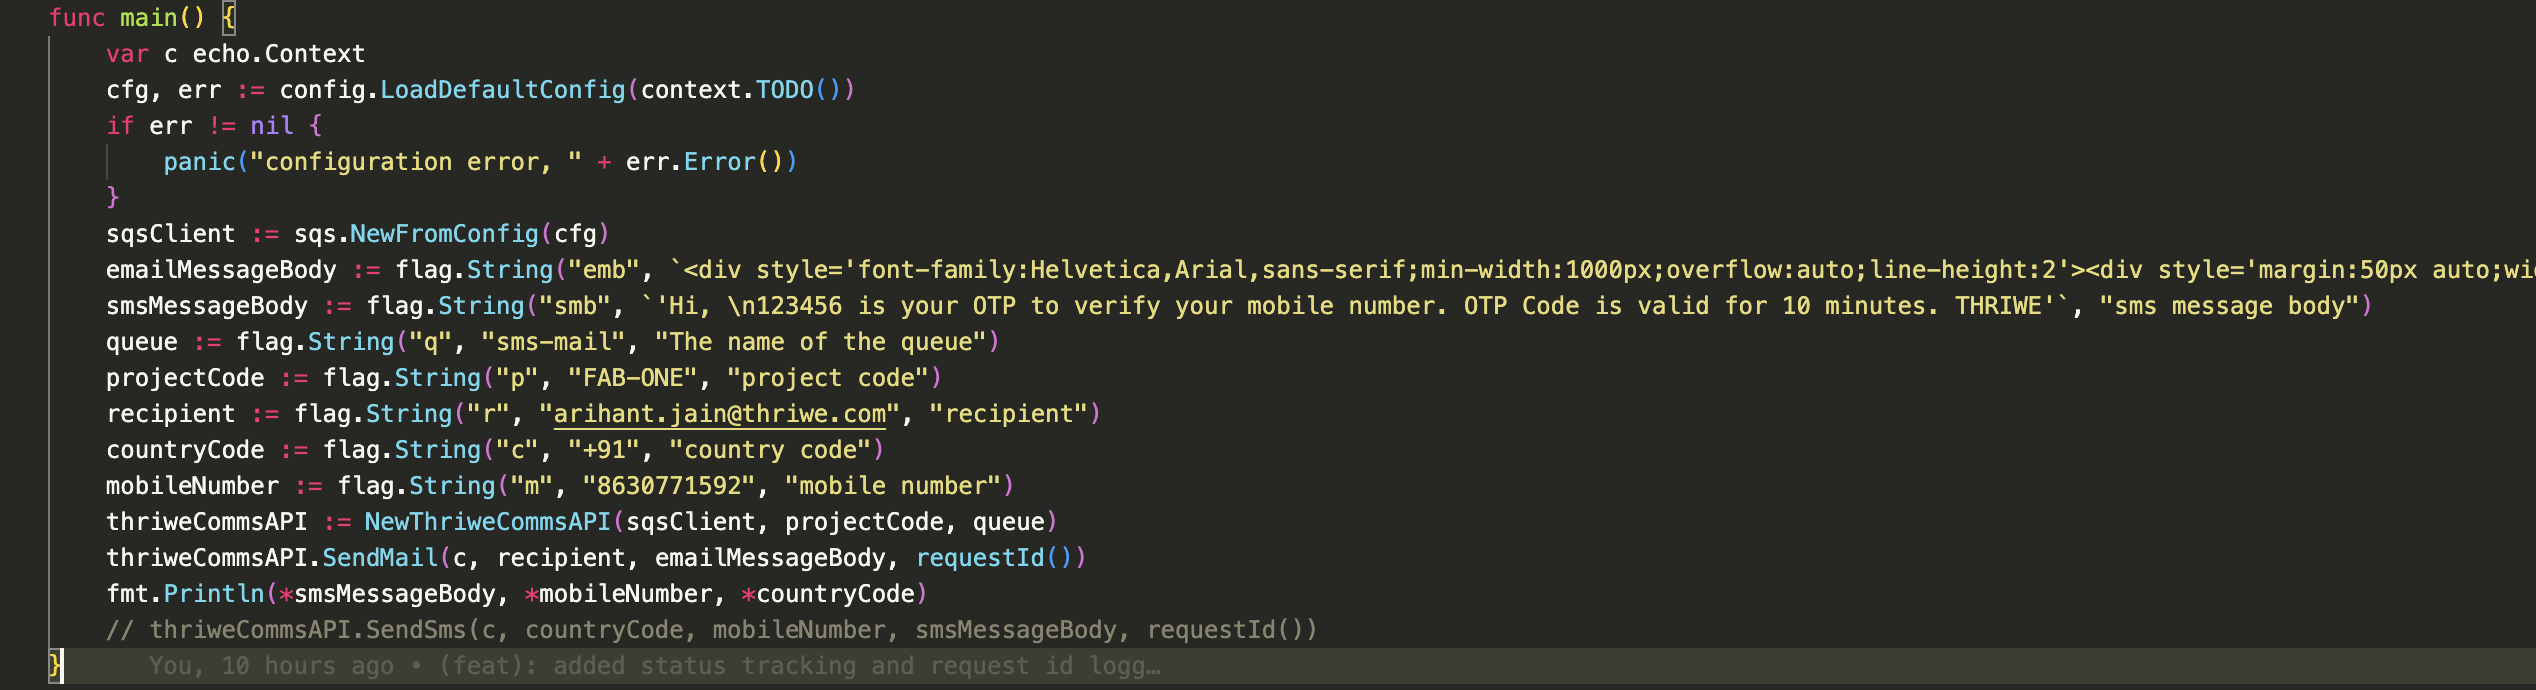 func main() {
var c echo.Context
cfg, err := config.LoadDefaultConfig(context.TODO())
if err != nil {
panic("configuration error, " + err.Error())
}
sqsClient := sqs.NewFromConfig(cfg)
emailMessageBody := flag.String("emb", `<div style='font-family:Helvetica,Arial,sans-serif;min-width:1000px;overflow:auto;line-height:2'><div style='margin:50px auto;wi
smsMessageBody := flag.String("smb", `'Hi, \n123456 is your OTP to verify your mobile number. OTP Code is valid for 10 minutes. THRIWE'`, "sms message body")
queue := flag.String("q", "sms-mail", "The name of the queue")
projectCode := flag.String("p", "FAB-ONE", "project code")
recipient := flag.String("r", "arihant.jain@thriwe.com", "recipient")
countryCode := flag.String("c", "+91", "country code")
mobileNumber := flag.String("m", "8630771592", "mobile number")
thriweCommsAPI := NewThriweCommsAPI(sqsClient, projectCode, queue)
thriweCommsAPI.SendMail(c, recipient, emailMessageBody, requestId())
fmt.Println(*smsMessageBody, *mobileNumber, *countryCode)
// thriweCommsAPI.SendSms(c, countryCode, mobileNumber, smsMessageBody, requestId())
} You, 10 hours ago • (feat): added status tracking and request id logg…